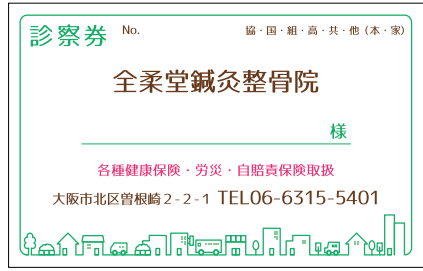 診察券 No. 協・国・組・高・共・他（本・家）
全柔堂鍼灸整骨院
様
各種健康保険・労災・自賠責保険取扱
大阪市北区曽根崎2-2-1 TEL06-6315-5401